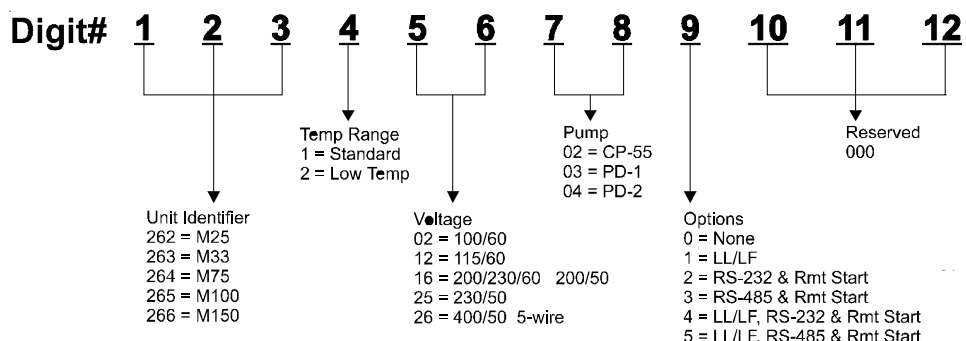 Digit# 1 2 3 4 5 6 7 8 9 10 11 12
Temp Range
1 = Standard
2 = Low Temp
Pump
02 = CP-55
03 = PD-1
04 = PD-2
Reserved
000
Unit Identifier
262 = M25
263 = M33
264 = M75
265 = M100
266 = M150
Voltage
02 = 100/60
12 = 115/60
16 = 200/230/60 200/50
25 = 230/50
26 = 400/50 5-wire
Options
0 = None
1 = LL/LF
2 = RS-232 & Rmt Start
3 = RS-485 & Rmt Start
4 = LL/LF, RS-232 & Rmt Start
5 = LL/LF, RS-485 & Rmt Start